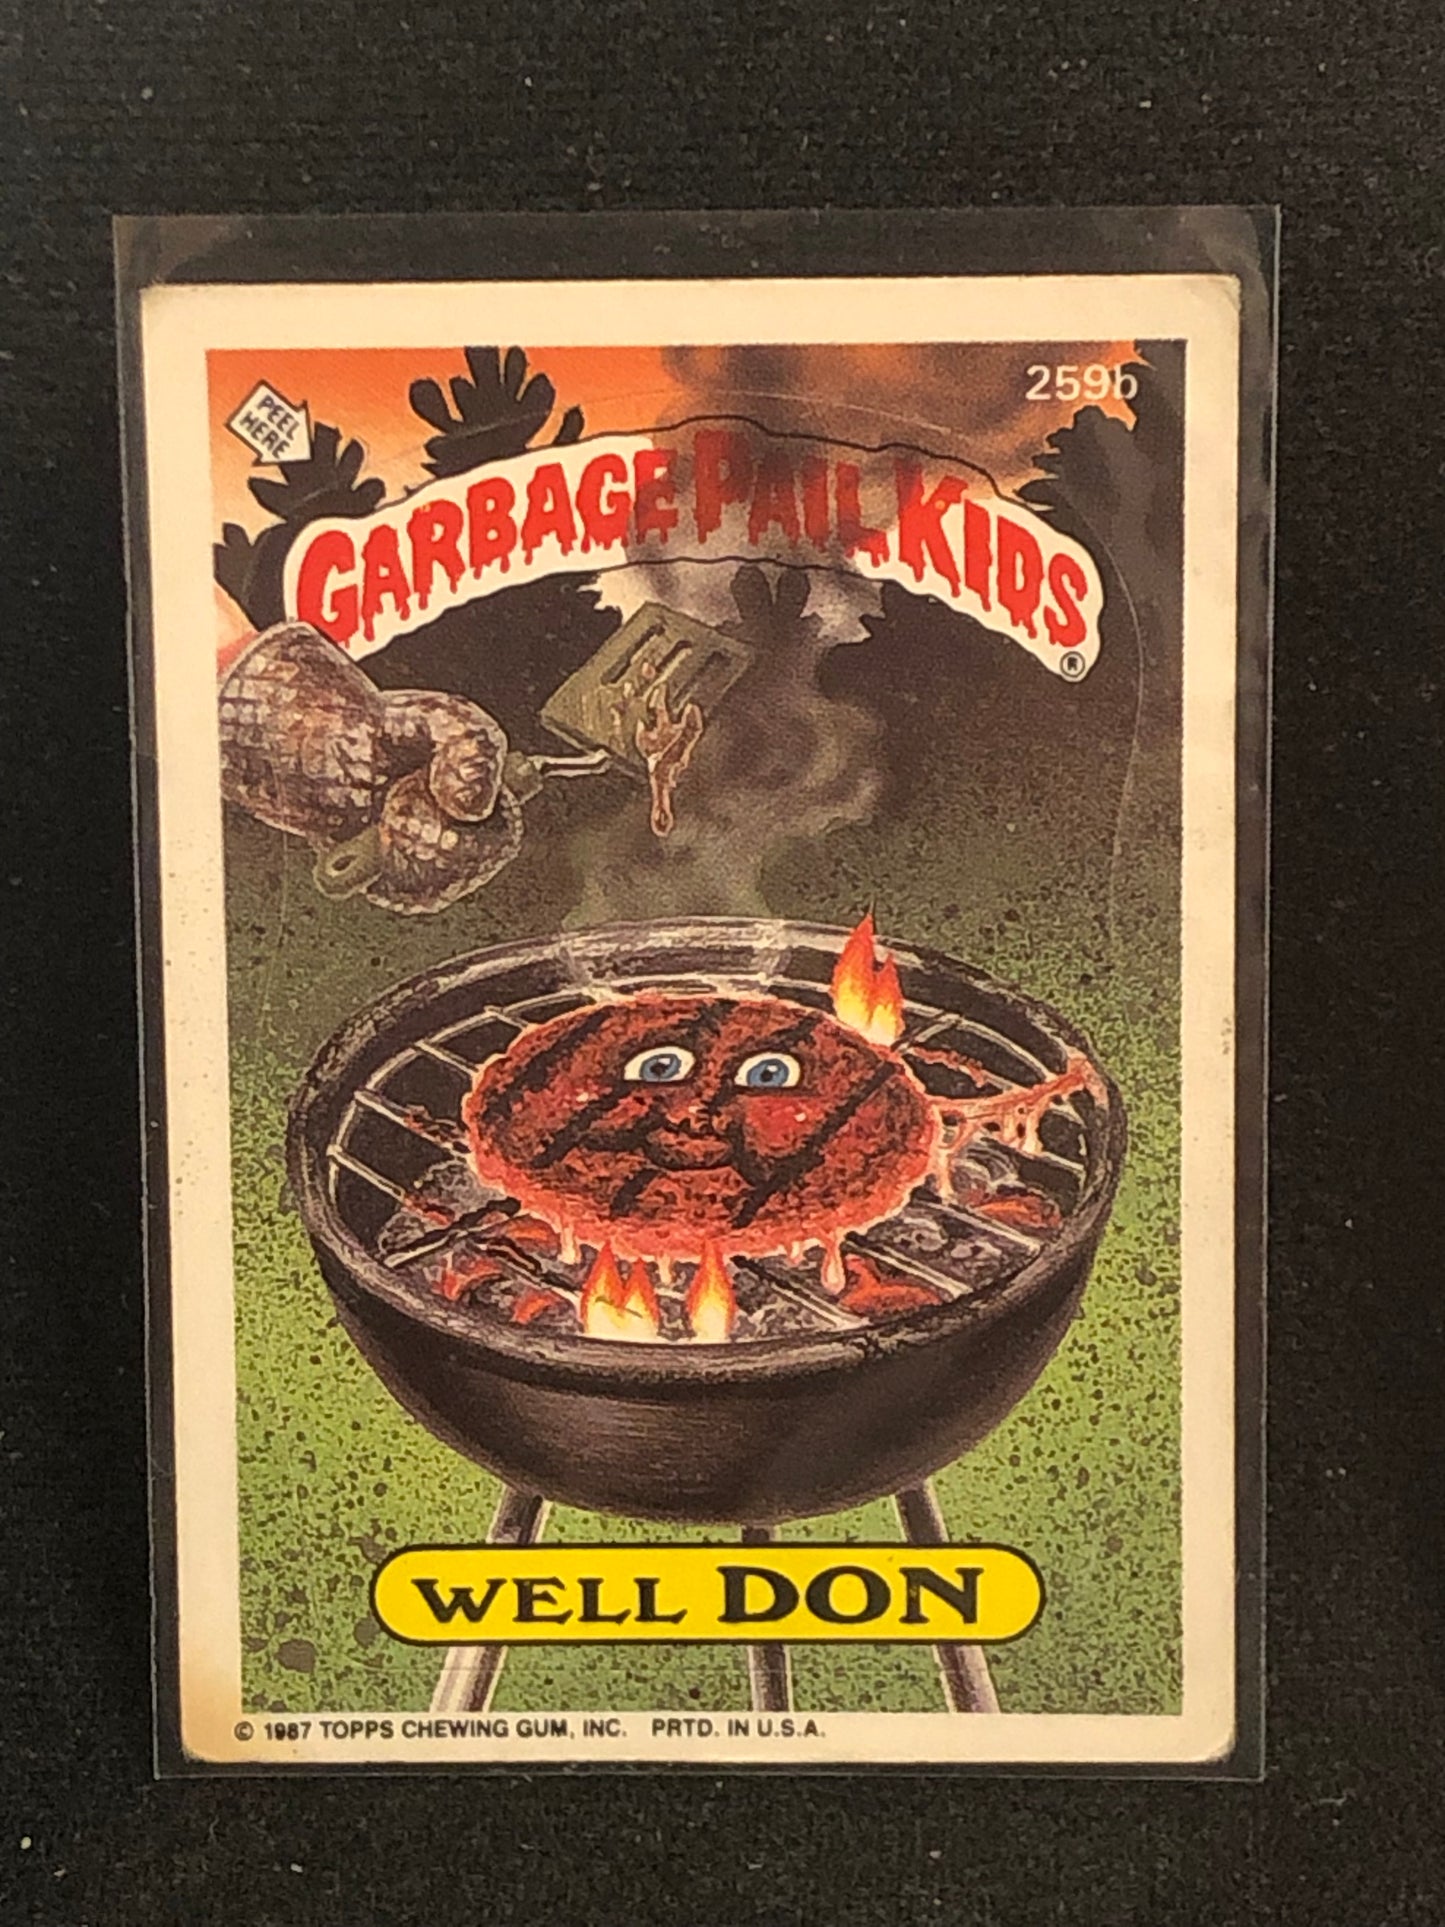 259b
PEEL
HERE
GARBAGE PAIL KIDS
®
WELL DON
© 1987 TOPPS CHEWING GUM, INC. PRTD. IN U.S.A.